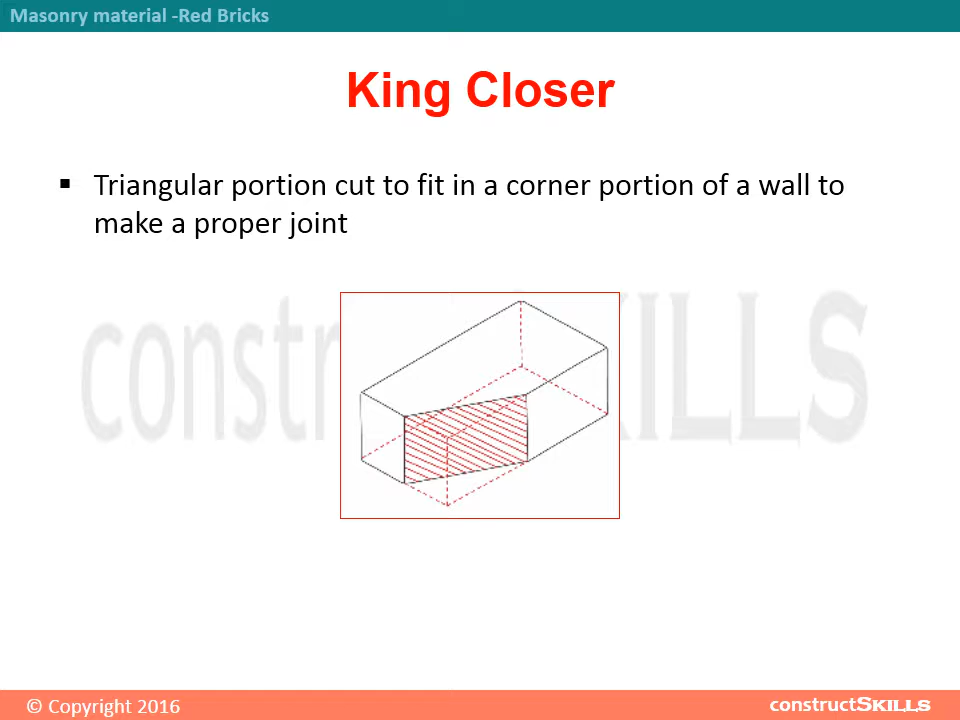 Masonry material -Red Bricks
King Closer
▪ Triangular portion cut to fit in a corner portion of a wall to
make a proper joint
constructSKILLS
© Copyright 2016
constructSKILLS